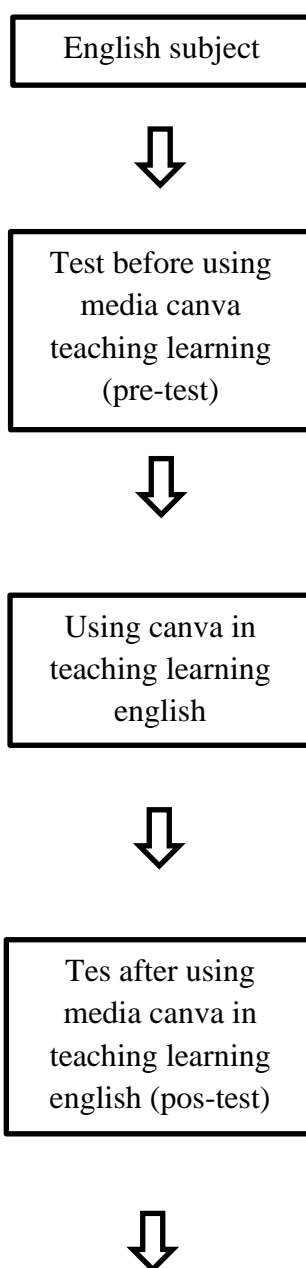 English subject
Test before using
media canva
teaching learning
(pre-test)
Using canva in
teaching learning
english
Tes after using
media canva in
teaching learning
english (pos-test)